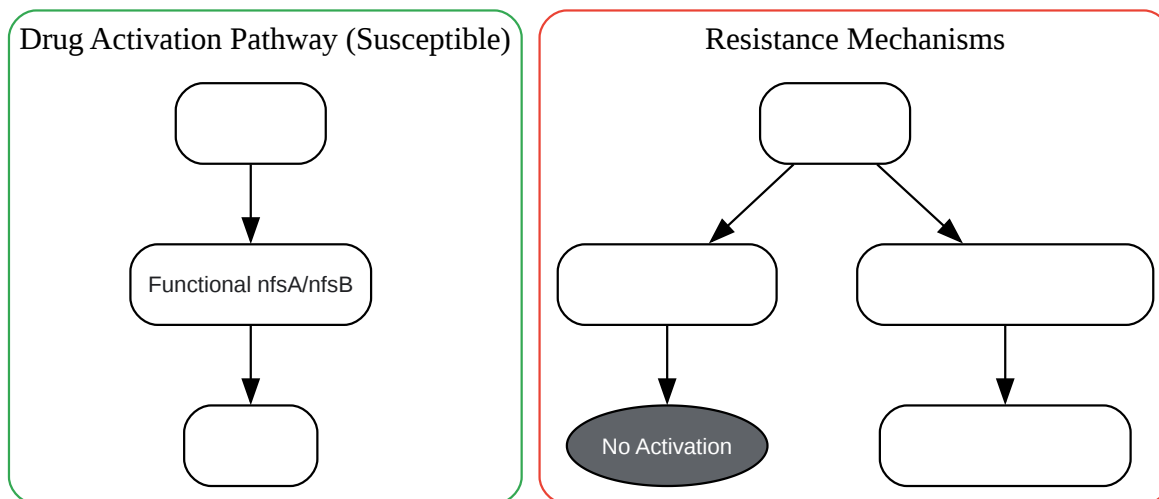 Drug Activation Pathway (Susceptible)
Functional nfsA/nfsB
Resistance Mechanisms
No Activation